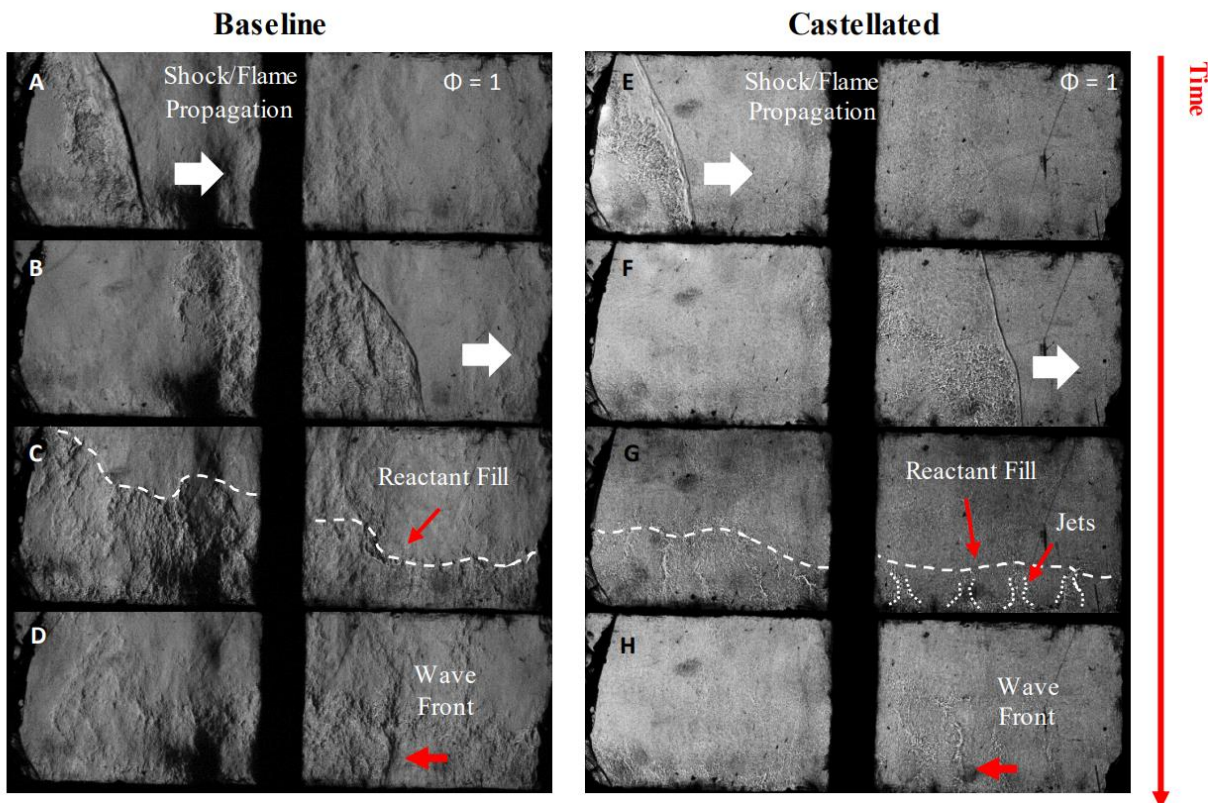 Baseline
Castellated
A
Shock/Flame
Propagation
Φ = 1
B
C
Reactant Fill
D
Wave
Front
E
Shock/Flame
Propagation
Φ = 1
F
G
Reactant Fill
Jets
H
Wave
Front
Time